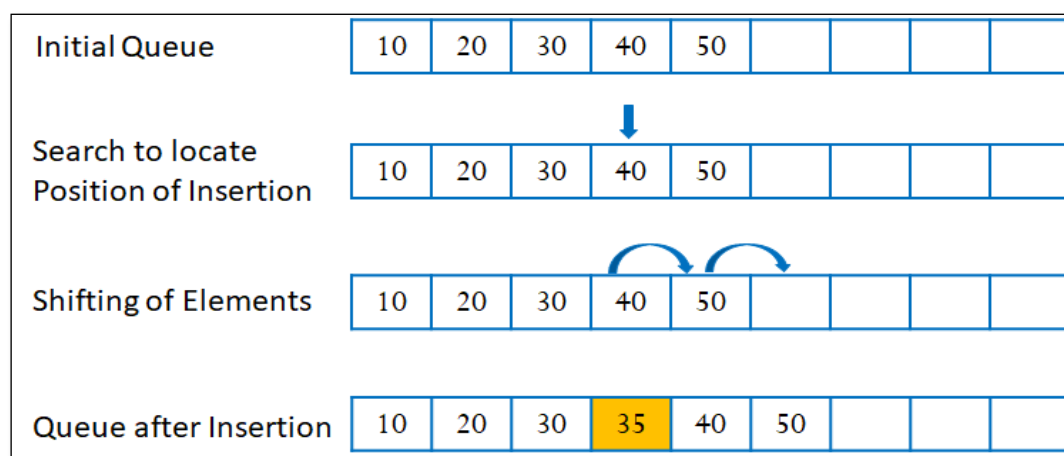 Initial Queue 10 20 30 40 50
Search to locate
Position of Insertion 10 20 30 40 50
Shifting of Elements 10 20 30 40 50
Queue after Insertion 10 20 30 35 40 50